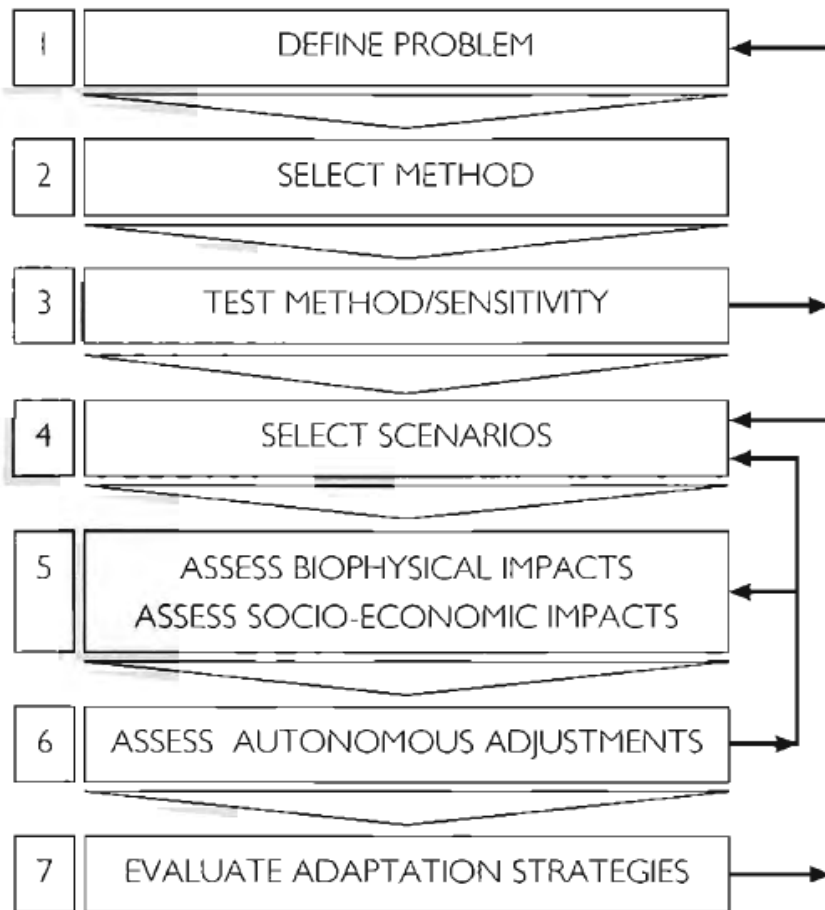 1 DEFINE PROBLEM
2 SELECT METHOD
3 TEST METHOD/SENSITIVITY
4 SELECT SCENARIOS
5 ASSESS BIOPHYSICAL IMPACTS
ASSESS SOCIO-ECONOMIC IMPACTS
6 ASSESS AUTONOMOUS ADJUSTMENTS
7 EVALUATE ADAPTATION STRATEGIES